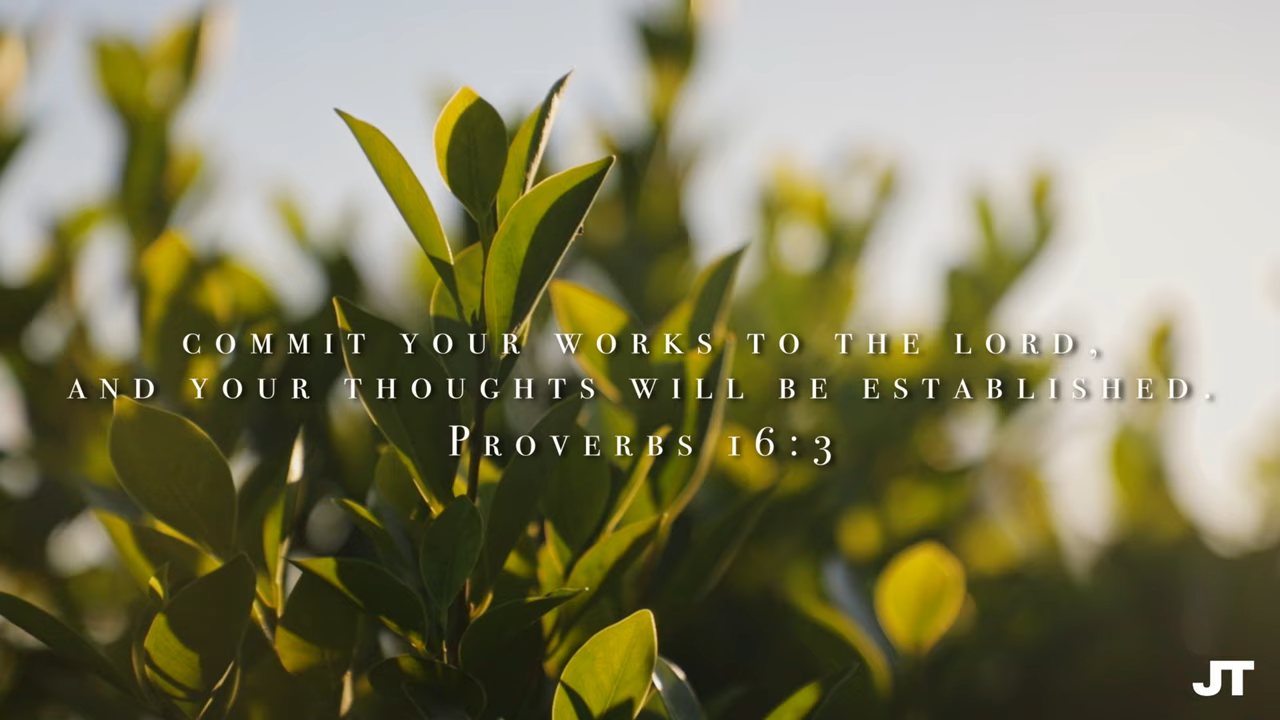 COMMIT YOUR WORKS TO THE LORD,
AND YOUR THOUGHTS WILL BE ESTABLISHED.
PROVERBS 16:3
JT